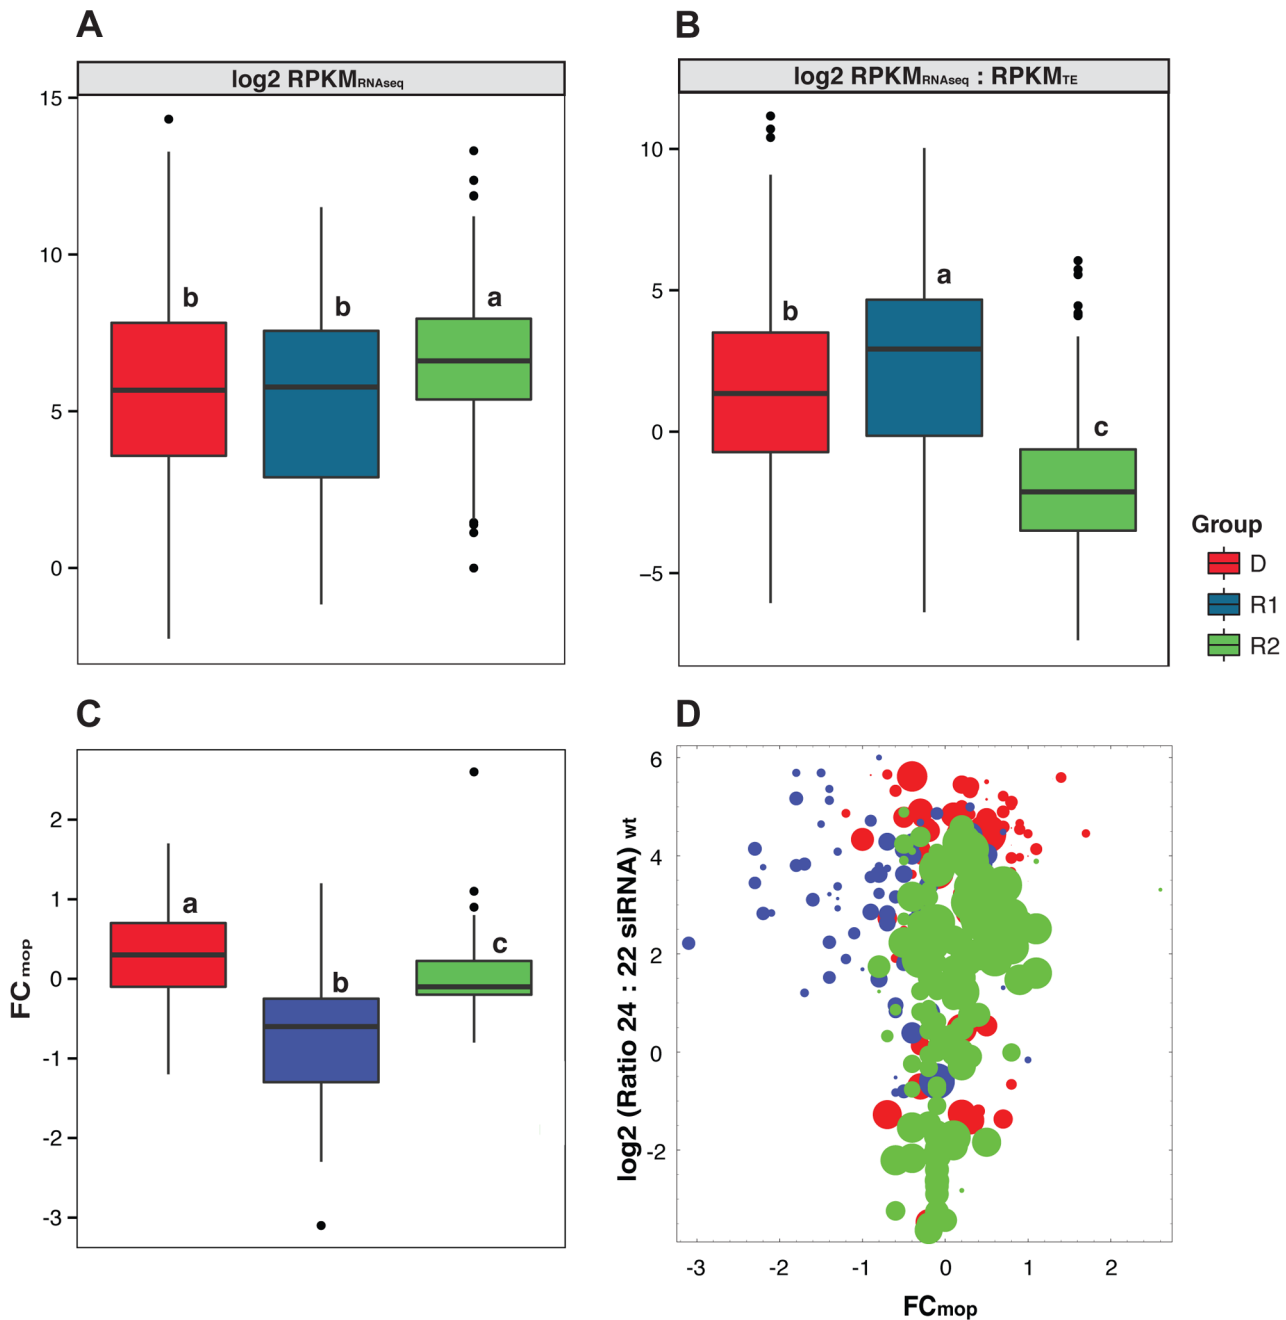 A
log2 RPKMRNAseq
15
10
5
0
b
b
a
B
log2 RPKMRNAseq : RPKMTE
10
5
0
−5
b
a
c
Group
D
R1
R2
C
FCmop
2
1
0
-1
-2
-3
a
b
c
D
log2 (Ratio 24 : 22 siRNA) wt
6
4
2
0
-2
-3
-2
-1
0
1
2
FCmop